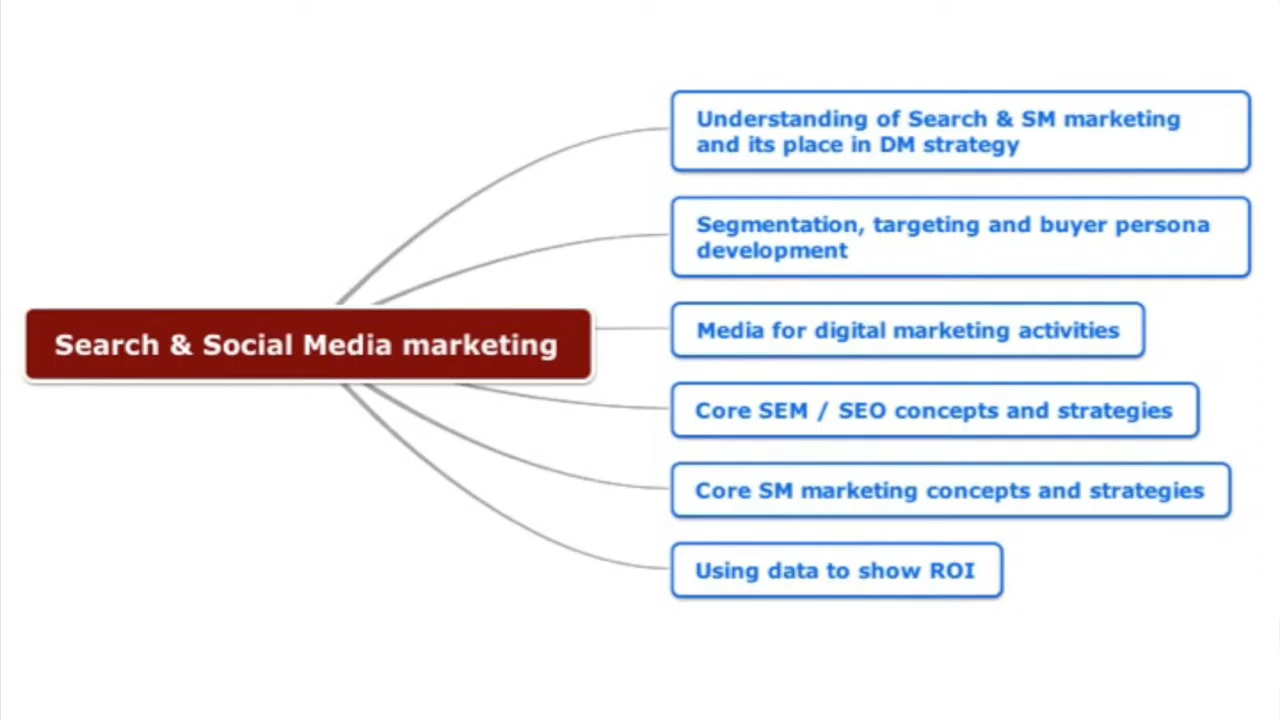 Understanding of Search & SM marketing
and its place in DM strategy
Segmentation, targeting and buyer persona
development
Search & Social Media marketing
Media for digital marketing activities
Core SEM / SEO concepts and strategies
Core SM marketing concepts and strategies
Using data to show ROI